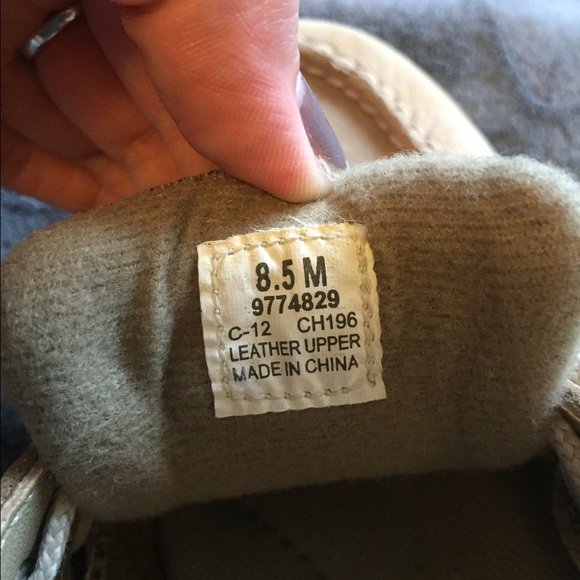 8.5 M
9774829
C-12 CH196
LEATHER UPPER
MADE IN CHINA